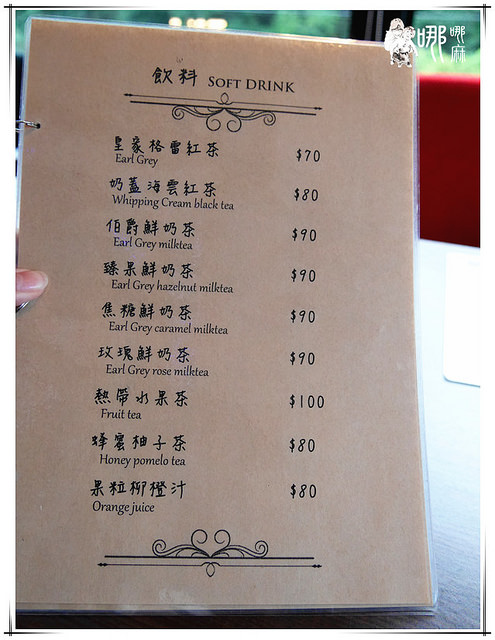 哪哪麻
飲料 SOFT DRINK
皇家格雷紅茶 $70
Earl Grey
奶蓋海雲紅茶 $80
Whipping Cream black tea
伯爵鮮奶茶 $90
Earl Grey milktea
臻果鮮奶茶 $90
Earl Grey hazelnut milktea
焦糖鮮奶茶 $90
Earl Grey caramel milktea
玫瑰鮮奶茶 $90
Earl Grey rose milktea
熱帶水果茶 $100
Fruit tea
蜂蜜柚子茶 $80
Honey pomelo tea
果粒柳橙汁 $80
Orange juice